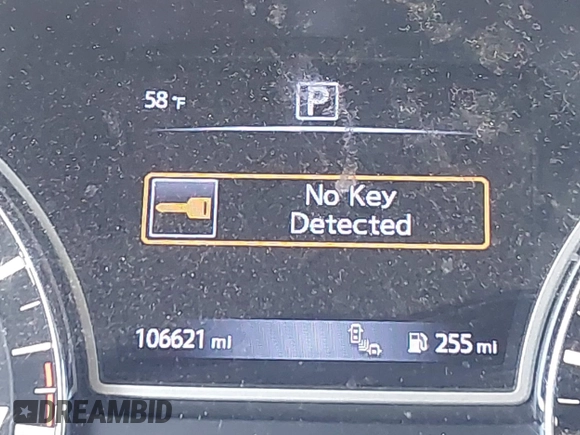 58 °F
P
No Key
Detected
106621 mi 255 mi
DREAMBID